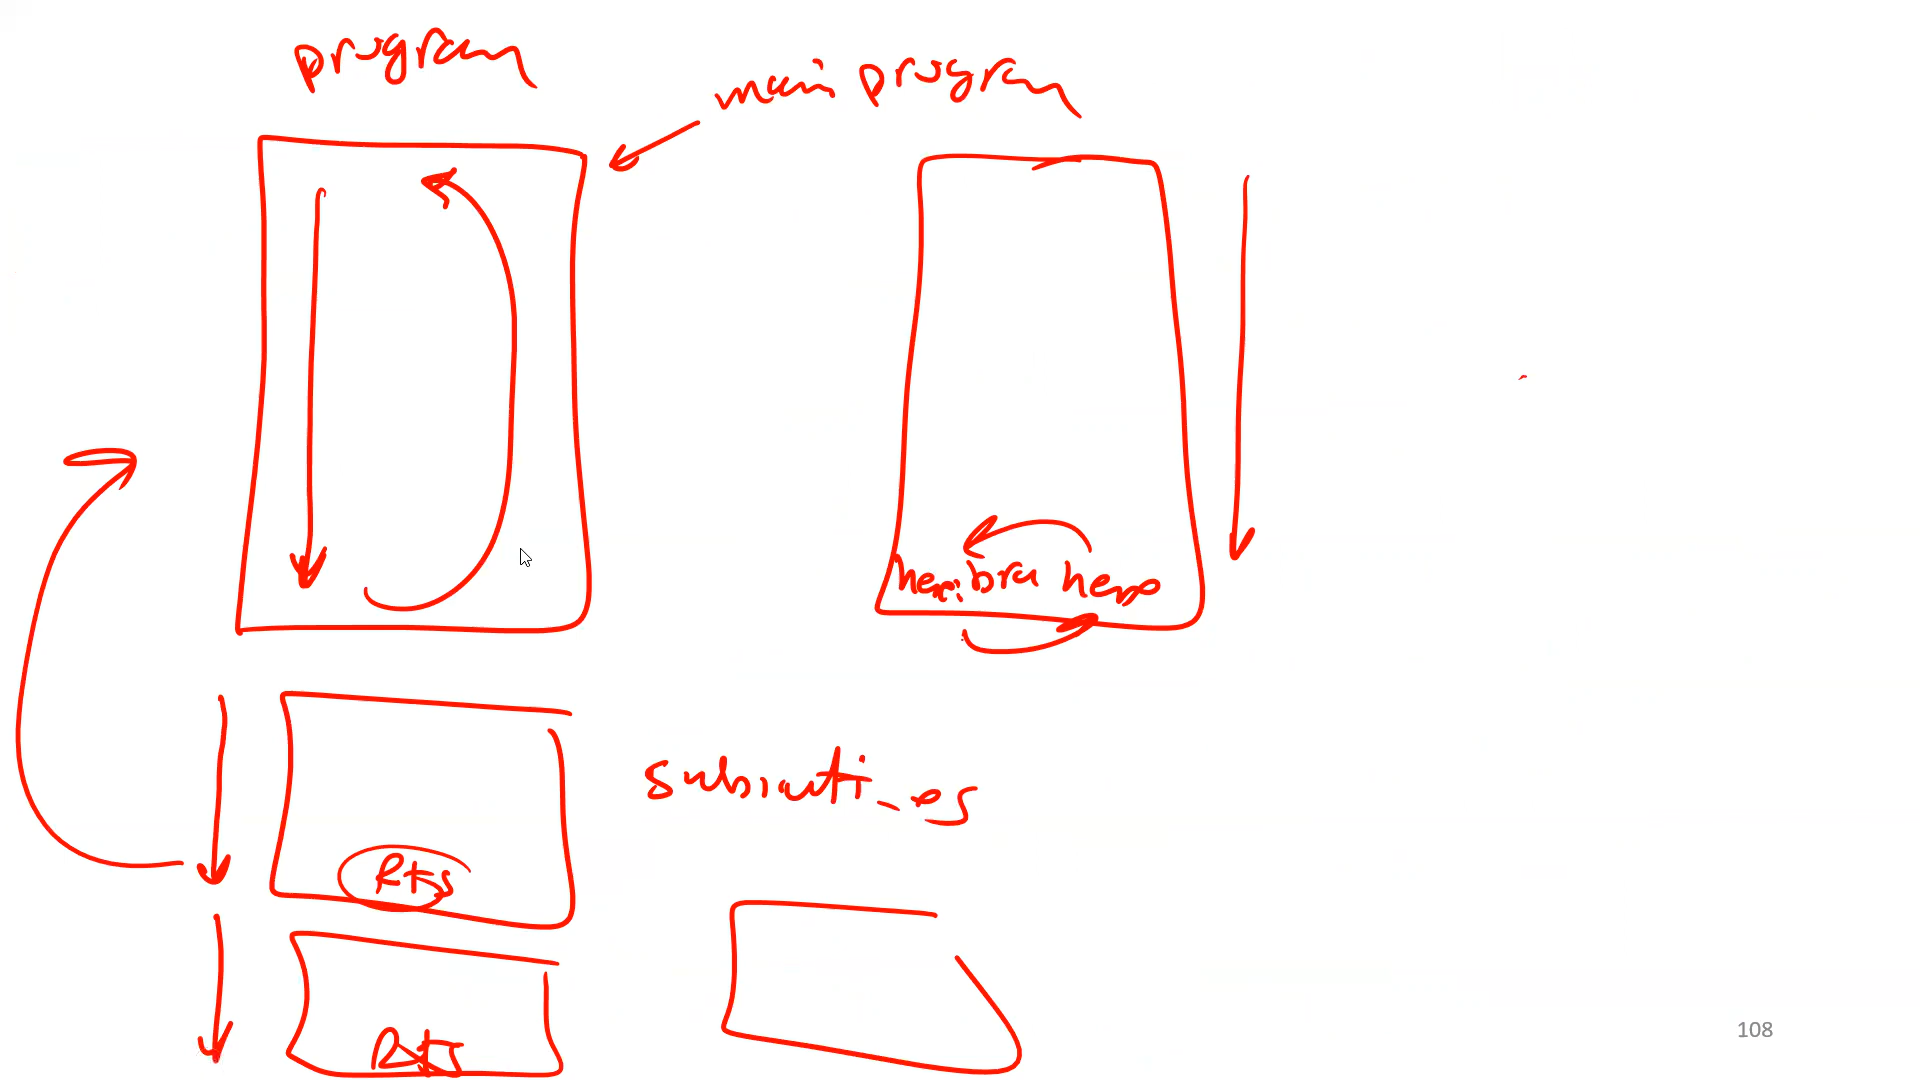 program
main program
here: bra here
subroutines
Rts
Rts
108